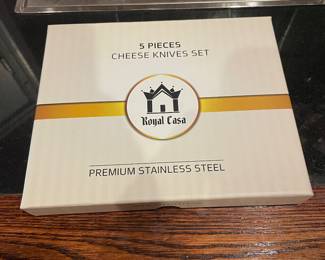 5 PIECES
CHEESE KNIVES SET
Royal Casa
PREMIUM STAINLESS STEEL